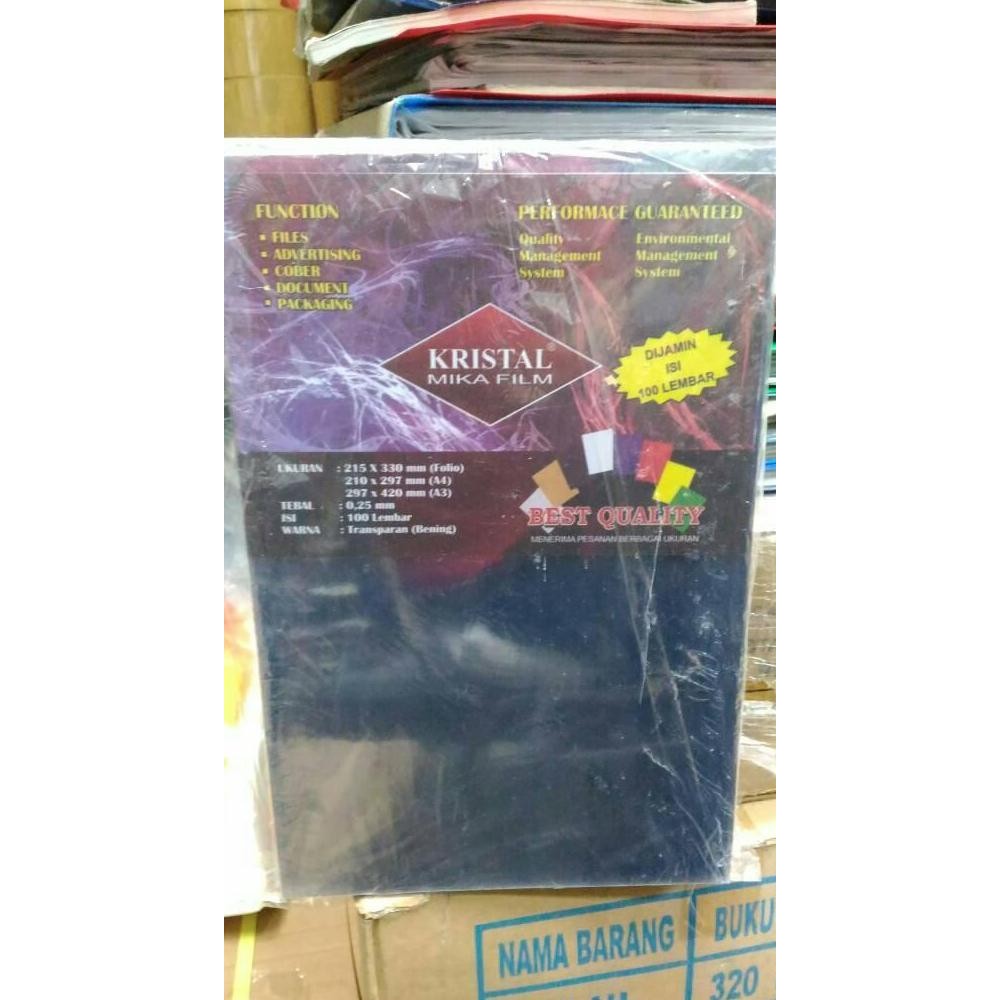 FUNCTION
▪ FILES
▪ ADVERTISING
▪ COBER
▪ DOCUMENT
▪ PACKAGING
PERFORMACE GUARANTEED
Quality Management System
Environmental Management System
KRISTAL®
MIKA FILM
DIJAMIN
ISI
100 LEMBAR
UKURAN : 215 X 330 mm (Folio)
210 x 297 mm (A4)
297 x 420 mm (A3)
TEBAL : 0,25 mm
ISI : 100 Lembar
WARNA : Transparan (Bening)
BEST QUALITY
MENERIMA PESANAN BERBAGAI UKURAN
NAMA BARANG
BUKU
320